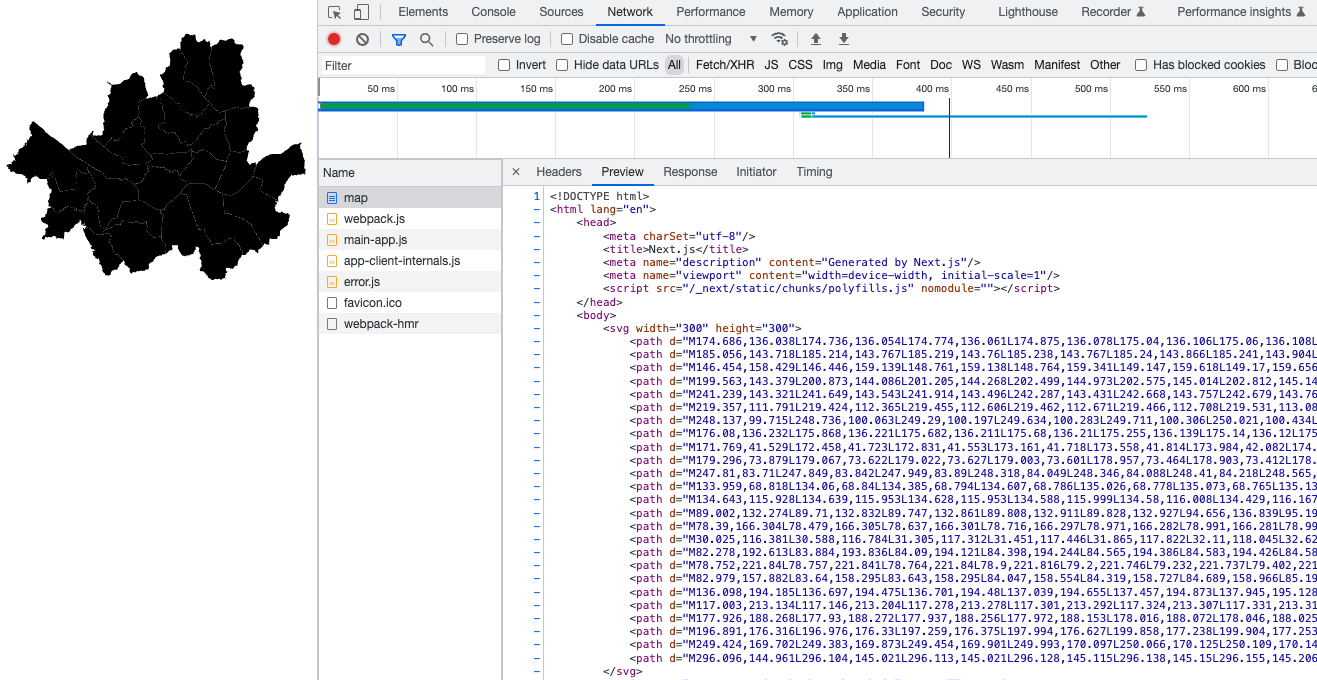 Elements Console Sources Network Performance Memory Application Security Lighthouse Recorder Performance insights
Preserve log Disable cache No throttling
Filter Invert Hide data URLs All Fetch/XHR JS CSS Img Media Font Doc WS Wasm Manifest Other Has blocked cookies Bloc
50 ms 100 ms 150 ms 200 ms 250 ms 300 ms 350 ms 400 ms 450 ms 500 ms 550 ms 600 ms 6
Name
map
webpack.js
main-app.js
app-client-internals.js
error.js
favicon.ico
webpack-hmr
× Headers Preview Response Initiator Timing
1 <!DOCTYPE html>
– <html lang="en">
– <head>
– <meta charSet="utf-8"/>
– <title>Next.js</title>
– <meta name="description" content="Generated by Next.js"/>
– <meta name="viewport" content="width=device-width, initial-scale=1"/>
– <script src="/_next/static/chunks/polyfills.js" nomodule=""></script>
– </head>
– <body>
– <svg width="300" height="300">
– <path d="M174.686,136.038L174.736,136.054L174.774,136.061L174.875,136.078L175.04,136.106L175.06,136.108L
– <path d="M185.056,143.718L185.214,143.767L185.219,143.76L185.238,143.767L185.24,143.866L185.241,143.904L
– <path d="M146.454,158.429L146.446,159.139L148.761,159.138L148.764,159.341L149.147,159.618L149.17,159.656
– <path d="M199.563,143.379L200.873,144.086L201.205,144.268L202.499,144.973L202.575,145.014L202.812,145.14
– <path d="M241.239,143.321L241.649,143.543L241.914,143.496L242.287,143.431L242.668,143.757L242.679,143.76
– <path d="M219.357,111.791L219.424,112.365L219.455,112.606L219.462,112.671L219.466,112.708L219.531,113.08
– <path d="M248.137,99.715L248.736,100.063L249.29,100.197L249.634,100.283L249.711,100.306L250.021,100.434L
– <path d="M176.08,136.232L175.868,136.221L175.682,136.211L175.68,136.21L175.255,136.139L175.14,136.12L175
– <path d="M171.769,41.529L172.458,41.723L172.831,41.553L173.161,41.718L173.558,41.814L173.984,42.082L174.
– <path d="M179.296,73.879L179.067,73.622L179.022,73.627L179.003,73.601L178.957,73.464L178.903,73.412L178.
– <path d="M247.81,83.71L247.849,83.842L247.949,83.89L248.318,84.049L248.346,84.088L248.41,84.218L248.565,
– <path d="M133.959,68.818L134.06,68.84L134.385,68.794L134.607,68.786L135.026,68.778L135.073,68.765L135.13
– <path d="M134.643,115.928L134.639,115.953L134.628,115.953L134.588,115.999L134.58,116.008L134.429,116.167
– <path d="M89.002,132.274L89.71,132.832L89.747,132.861L89.808,132.911L89.828,132.927L94.656,136.839L95.19
– <path d="M78.39,166.304L78.479,166.305L78.637,166.301L78.716,166.297L78.971,166.282L78.991,166.281L78.99
– <path d="M30.025,116.381L30.588,116.784L31.305,117.312L31.451,117.446L31.865,117.822L32.11,118.045L32.62
– <path d="M82.278,192.613L83.884,193.836L84.09,194.121L84.398,194.244L84.565,194.386L84.583,194.426L84.58
– <path d="M78.752,221.84L78.757,221.841L78.764,221.84L78.9,221.816L79.2,221.746L79.232,221.737L79.402,221
– <path d="M82.979,157.882L83.64,158.295L83.643,158.295L84.047,158.554L84.319,158.727L84.689,158.966L85.19
– <path d="M136.098,194.185L136.697,194.475L136.701,194.48L137.039,194.655L137.457,194.873L137.945,195.128
– <path d="M117.003,213.134L117.146,213.204L117.278,213.278L117.301,213.292L117.324,213.307L117.331,213.31
– <path d="M177.926,188.268L177.93,188.272L177.937,188.256L177.972,188.153L178.016,188.072L178.046,188.025
– <path d="M196.891,176.316L196.976,176.33L197.259,176.375L197.994,176.627L199.858,177.238L199.904,177.253
– <path d="M249.424,169.702L249.383,169.873L249.454,169.901L249.993,170.097L250.066,170.125L250.109,170.14
– <path d="M296.096,144.961L296.104,145.021L296.113,145.021L296.128,145.115L296.138,145.15L296.155,145.206
– </svg>